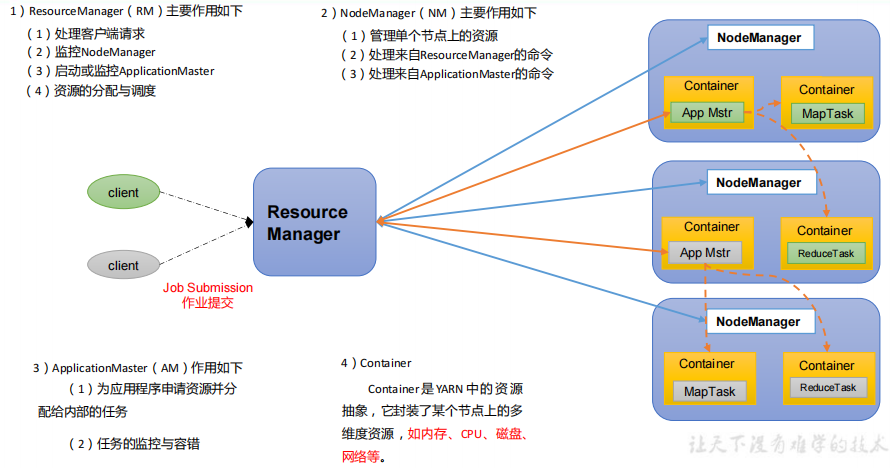 1）ResourceManager（RM）主要作用如下
（1）处理客户端请求
（2）监控NodeManager
（3）启动或监控ApplicationMaster
（4）资源的分配与调度
2）NodeManager（NM）主要作用如下
（1）管理单个节点上的资源
（2）处理来自ResourceManager的命令
（3）处理来自ApplicationMaster的命令
NodeManager
Container
App Mstr
Container
MapTask
client
client
Resource
Manager
Job Submission
作业提交
NodeManager
Container
App Mstr
Container
ReduceTask
NodeManager
Container
MapTask
Container
ReduceTask
3）ApplicationMaster（AM）作用如下
（1）为应用程序申请资源并分
配给内部的任务
（2）任务的监控与容错
4）Container
Container是YARN中的资源
抽象，它封装了某个节点上的多
维度资源，如内存、CPU、磁盘、
网络等。
让天下没有难学的技术